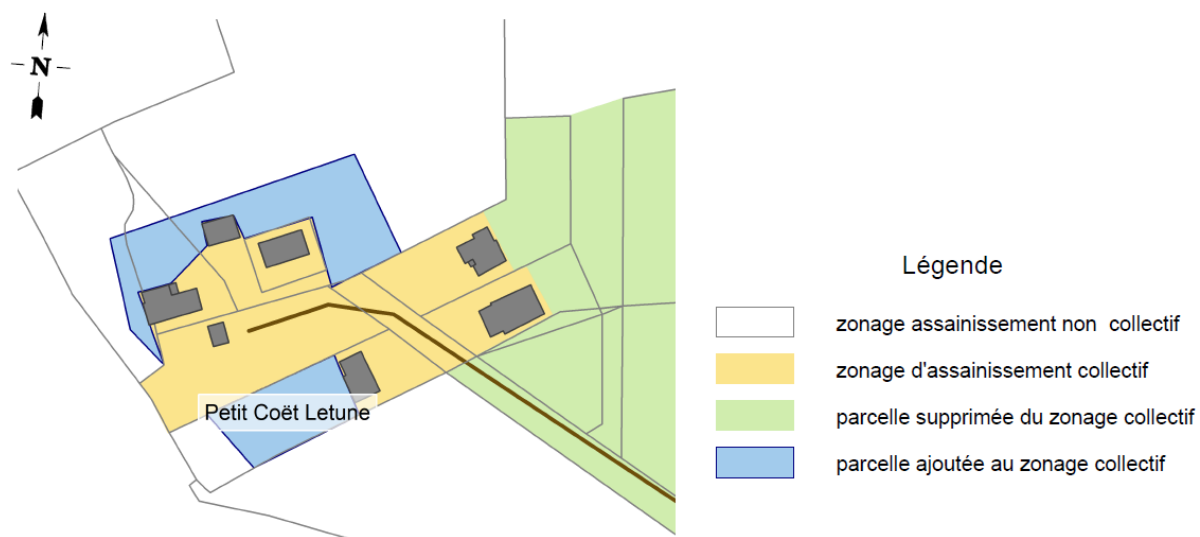 N
Petit Coët Letune
Légende
zonage assainissement non collectif
zonage d'assainissement collectif
parcelle supprimée du zonage collectif
parcelle ajoutée au zonage collectif